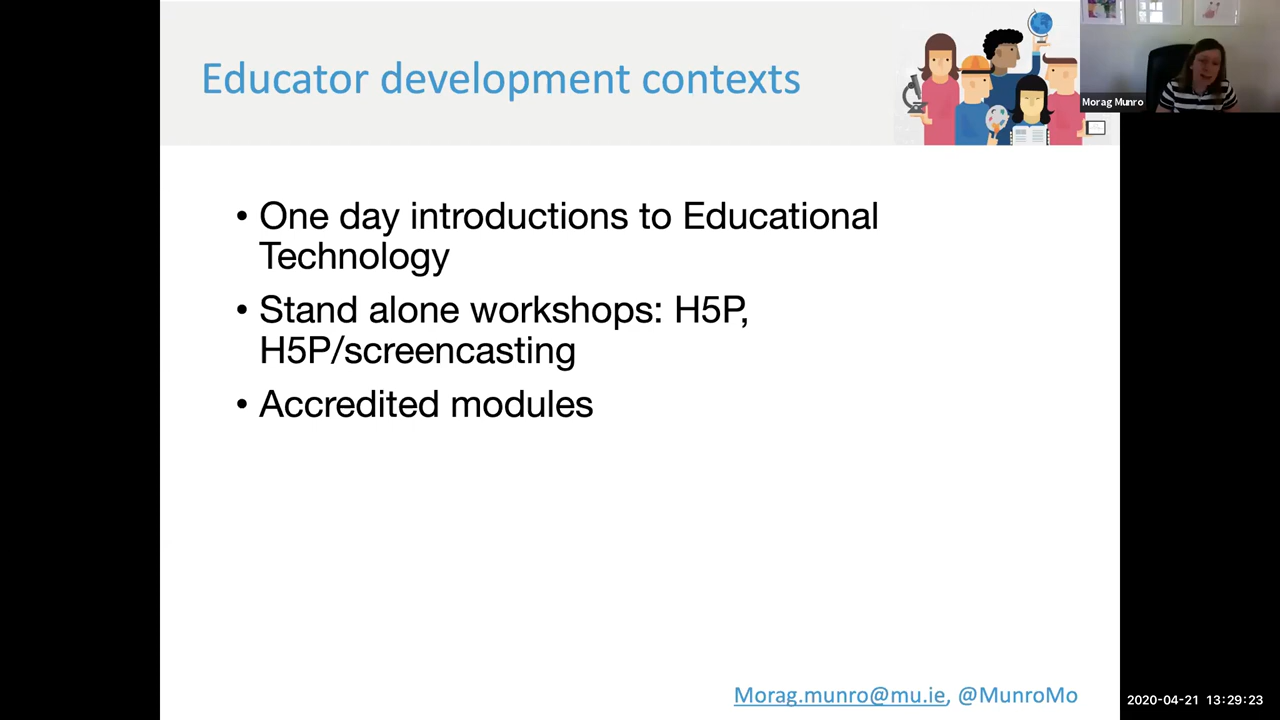 Educator development contexts
Morag Munro
• One day introductions to Educational
Technology
• Stand alone workshops: H5P,
H5P/screencasting
• Accredited modules
Morag.munro@mu.ie, @MunroMo
2020-04-21 13:29:23